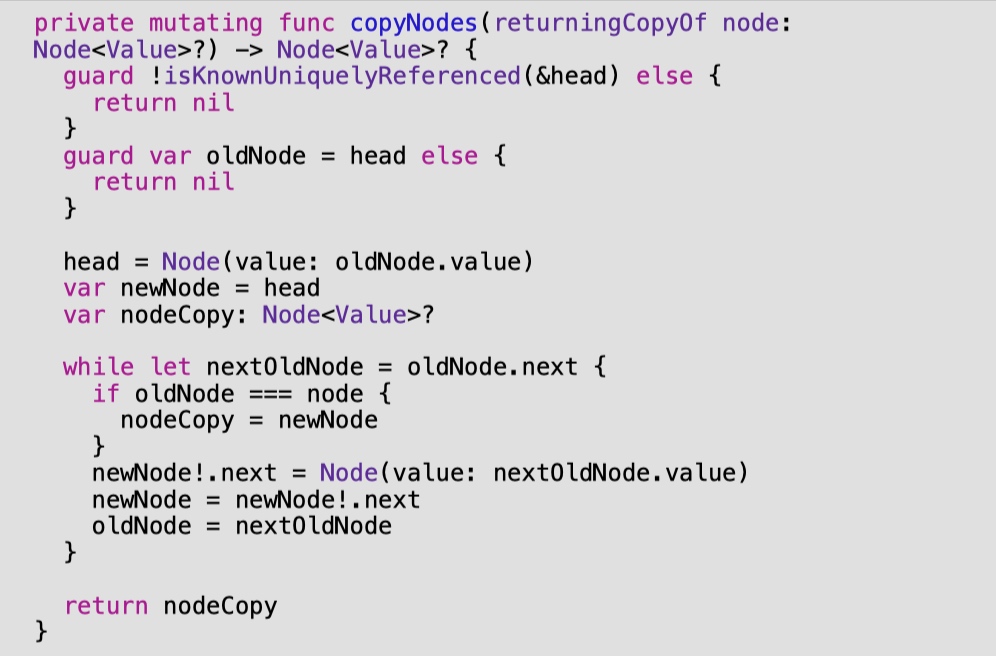 private mutating func copyNodes(returningCopyOf node:
Node<Value>?) -> Node<Value>? {
  guard !isKnownUniquelyReferenced(&head) else {
    return nil
  }
  guard var oldNode = head else {
    return nil
  }

  head = Node(value: oldNode.value)
  var newNode = head
  var nodeCopy: Node<Value>?

  while let nextOldNode = oldNode.next {
    if oldNode === node {
      nodeCopy = newNode
    }
    newNode!.next = Node(value: nextOldNode.value)
    newNode = newNode!.next
    oldNode = nextOldNode
  }

  return nodeCopy
}